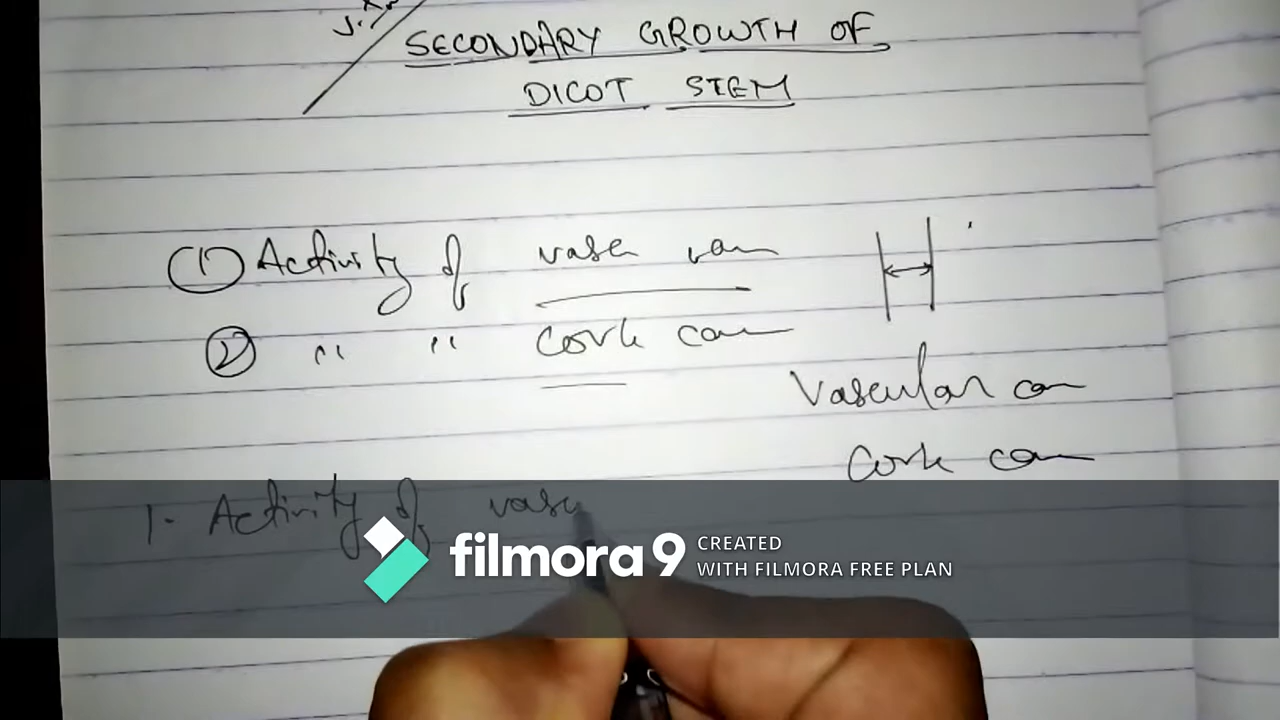 SECONDARY GROWTH OF
DICOT STEM
1 Activity of vasc cam
2 " " cork cam
Vascular cam
Cork cam
1. Activity of vascu
filmora 9 CREATED
WITH FILMORA FREE PLAN